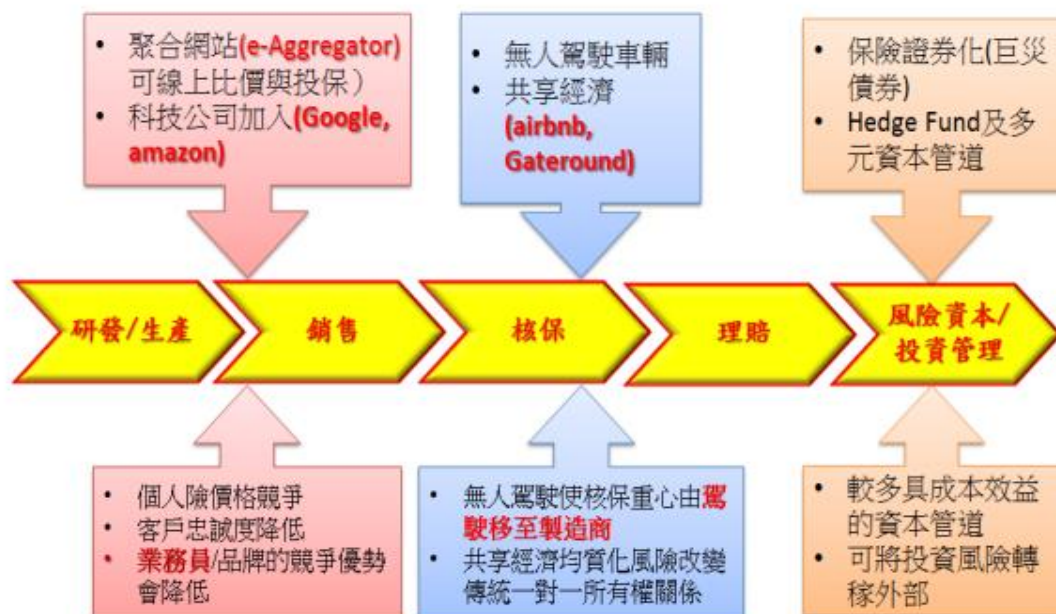 • 聚合網站(e-Aggregator)
可線上比價與投保）
• 科技公司加入(Google,
amazon)
• 無人駕駛車輛
• 共享經濟
(airbnb,
Gateround)
• 保險證券化(巨災
債券)
• Hedge Fund及多
元資本管道
研發/生產
銷售
核保
理賠
風險資本/
投資管理
• 個人險價格競爭
• 客戶忠誠度降低
• 業務員/品牌的競爭優勢
會降低
• 無人駕駛使核保重心由駕
駛移至製造商
• 共享經濟均質化風險改變
傳統一對一所有權關係
• 較多具成本效益
的資本管道
• 可將投資風險轉
稼外部